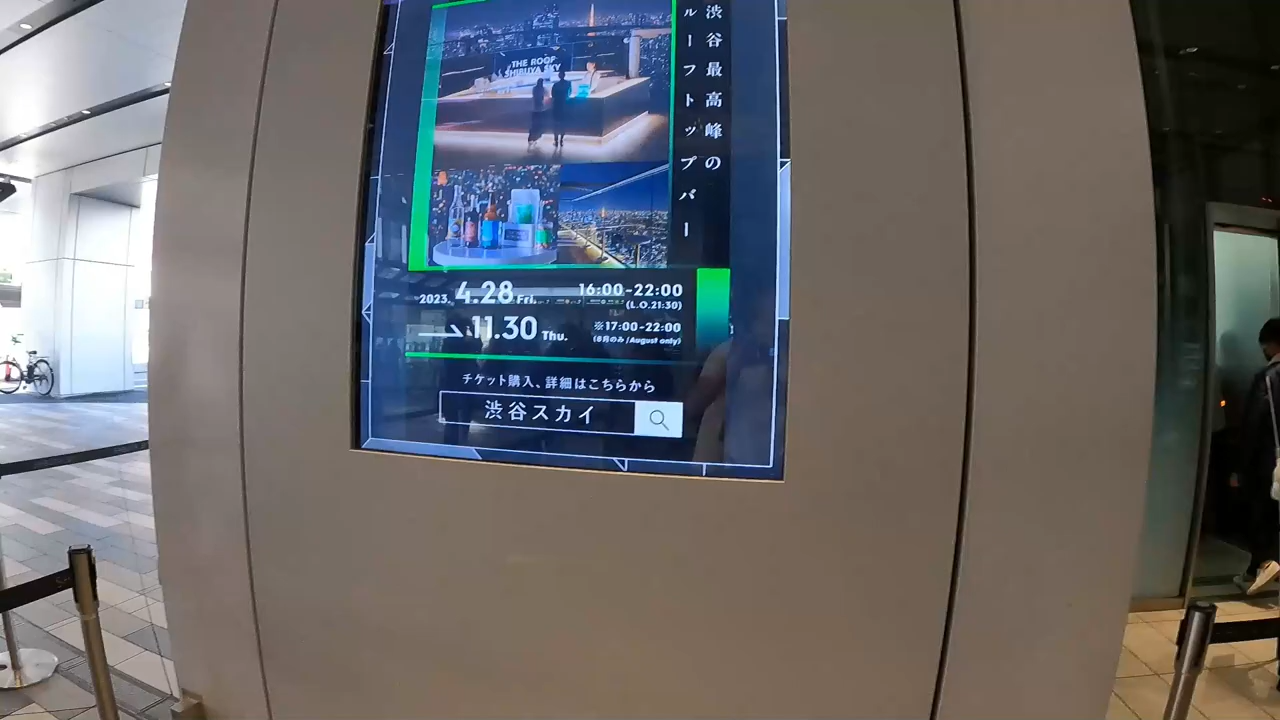 渋谷最高峰の
ルーフトップバー
THE ROOF
SHIBUYA SKY
2023. 4.28 Fri.
11.30 Thu.
16:00-22:00
(L.O.21:30)
※17:00-22:00
(8月のみ/August only)
チケット購入、詳細はこちらから
渋谷スカイ